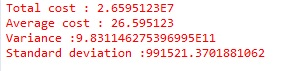 Total cost : 2.6595123E7
Average cost : 26.595123
Variance :9.831146275396995E11
Standard deviation :991521.3701881062